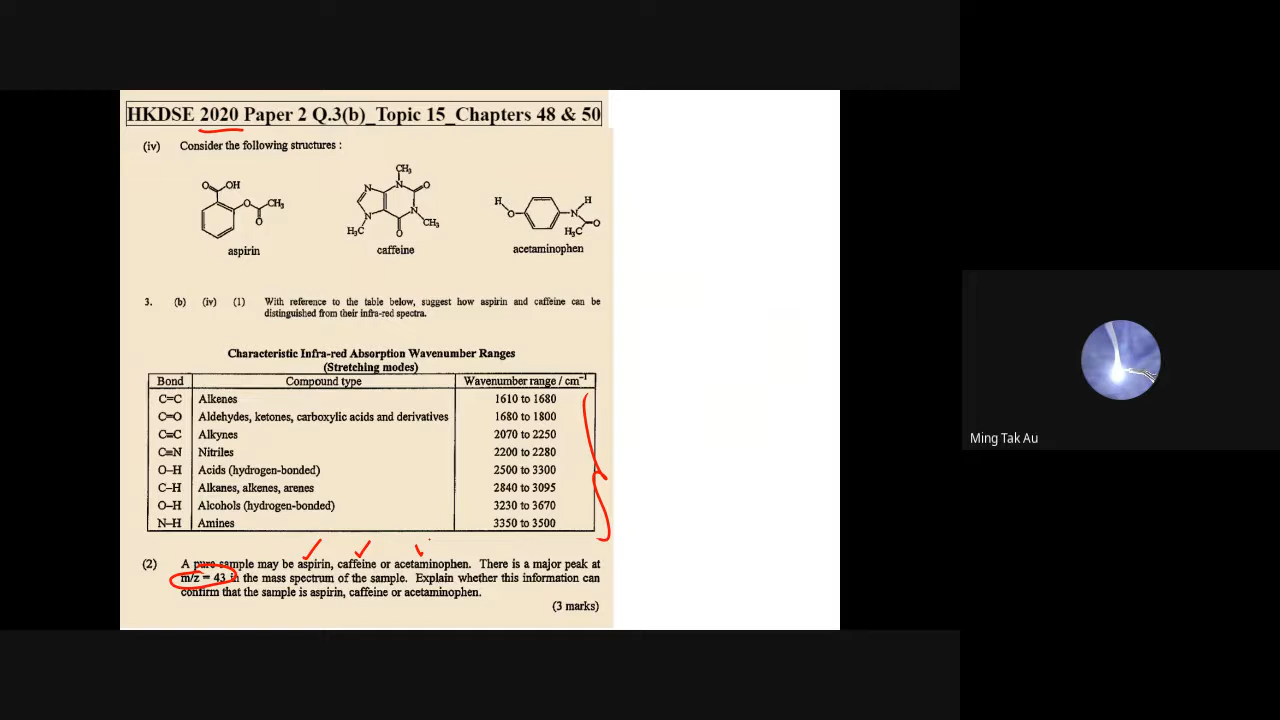 HKDSE 2020 Paper 2 Q.3(b)_Topic 15_Chapters 48 & 50
(iv) Consider the following structures :
O OH
O CH₃
O
aspirin
CH₃
N N O
N N
H₃C CH₃
O
caffeine
H H
O N
H₃C O
acetaminophen
3. (b) (iv) (1) With reference to the table below, suggest how aspirin and caffeine can be
distinguished from their infra-red spectra.
Characteristic Infra-red Absorption Wavenumber Ranges
(Stretching modes)
Bond Compound type Wavenumber range / cm⁻¹
C=C Alkenes 1610 to 1680
C=O Aldehydes, ketones, carboxylic acids and derivatives 1680 to 1800
C≡C Alkynes 2070 to 2250
C≡N Nitriles 2200 to 2280
O–H Acids (hydrogen-bonded) 2500 to 3300
C–H Alkanes, alkenes, arenes 2840 to 3095
O–H Alcohols (hydrogen-bonded) 3230 to 3670
N–H Amines 3350 to 3500
(2) A pure sample may be aspirin, caffeine or acetaminophen. There is a major peak at
m/z = 43 in the mass spectrum of the sample. Explain whether this information can
confirm that the sample is aspirin, caffeine or acetaminophen.
(3 marks)
Ming Tak Au